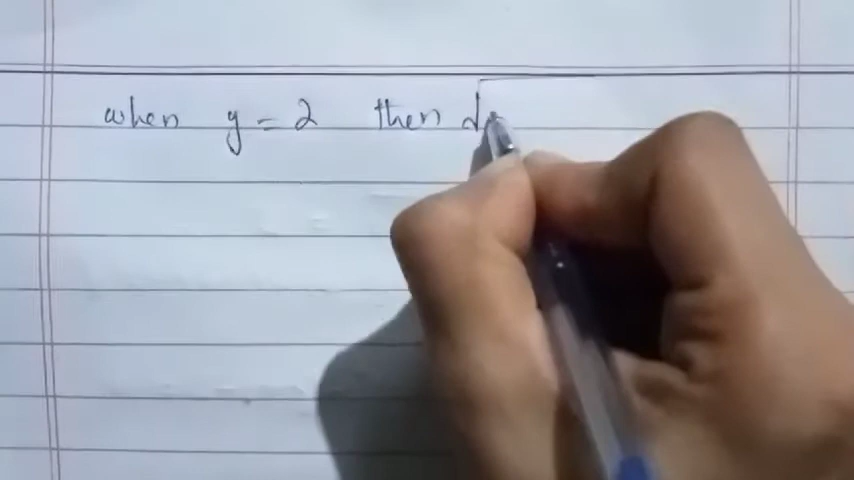 when y = 2 then